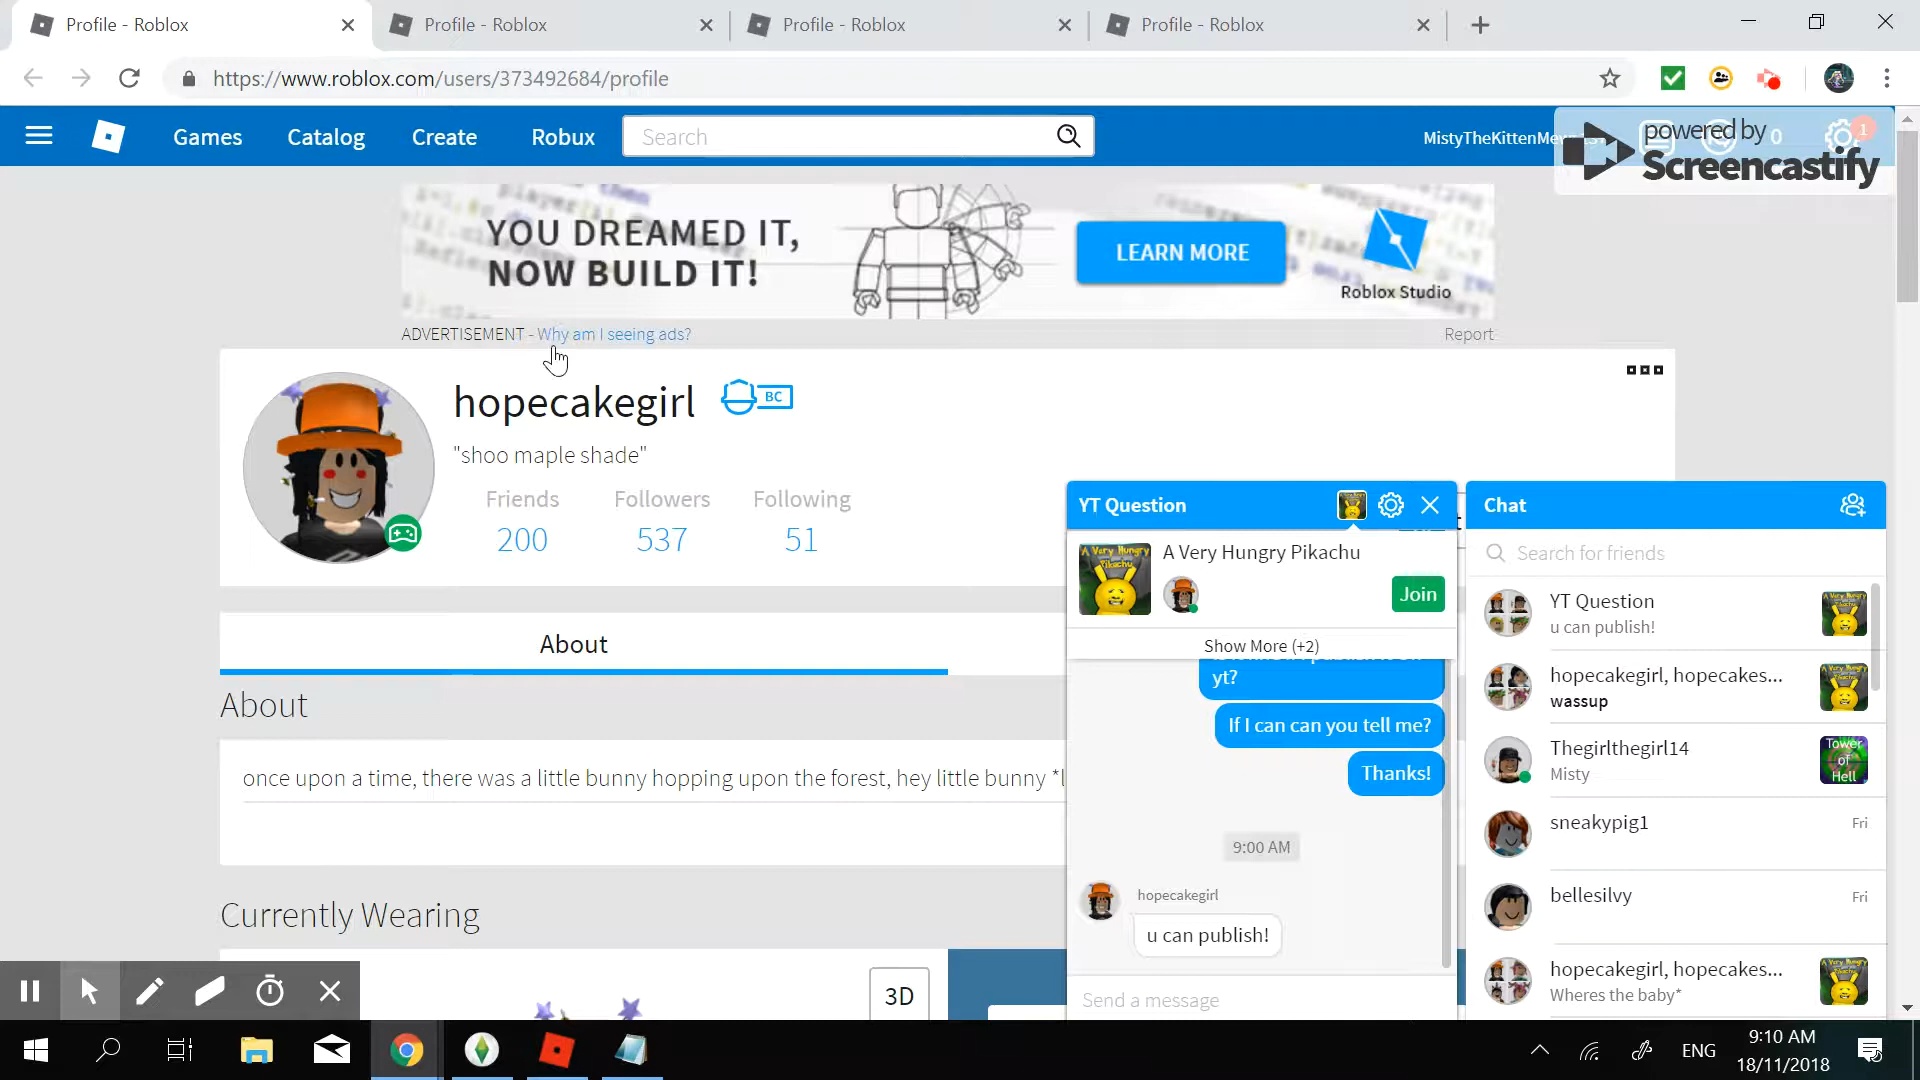 Profile - Roblox
Profile - Roblox
Profile - Roblox
Profile - Roblox
https://www.roblox.com/users/373492684/profile
Games
Catalog
Create
Robux
Search
0
1
powered by
Screencastify
YOU DREAMED IT,
NOW BUILD IT!
LEARN MORE
Roblox Studio
ADVERTISEMENT - Why am I seeing ads?
Report
hopecakegirl
BC
"shoo maple shade"
Friends
Followers
Following
200
537
51
About
About
once upon a time, there was a little bunny hopping upon the forest, hey little bunny
Currently Wearing
3D
YT Question
A Very Hungry Pikachu
A Very Hungry Pikachu
Join
Show More (+2)
yt?
If I can can you tell me?
Thanks!
9:00 AM
hopecakegirl
u can publish!
Send a message
Chat
Search for friends
YT Question
u can publish!
hopecakegirl, hopecakes...
wassup
Thegirlthegirl14
Misty
Tower of Hell
sneakypig1
Fri
bellesilvy
Fri
hopecakegirl, hopecakes...
Wheres the baby*
ENG
9:10 AM
18/11/2018